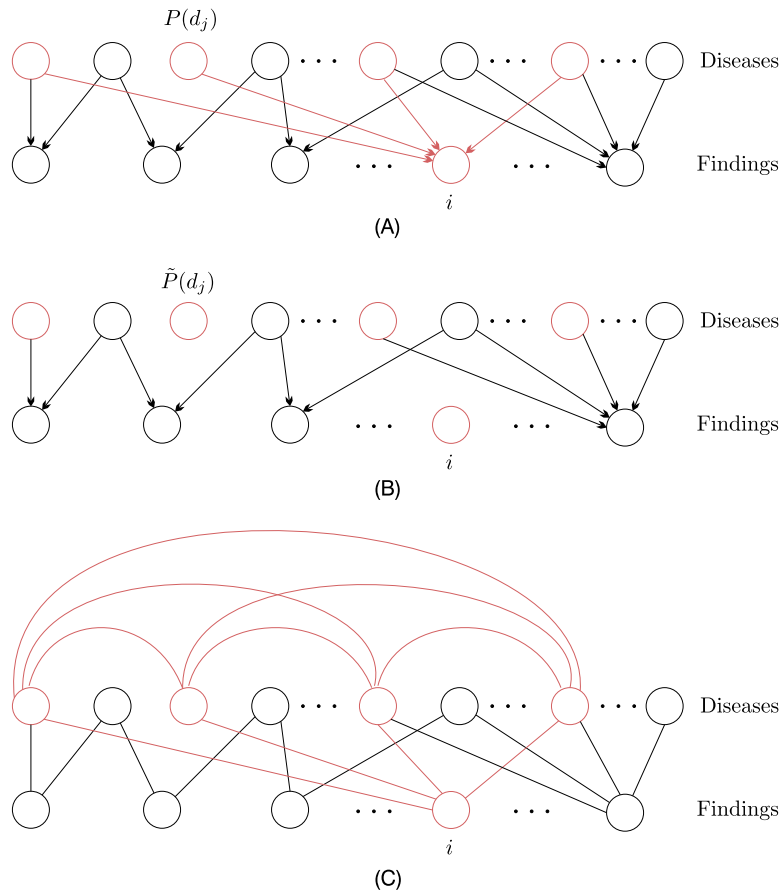 P(d_j)
· · · · · · · · · Diseases
· · · · · · Findings
i
(A)
P̃(d_j)
· · · · · · · · · Diseases
· · · · · · Findings
i
(B)
· · · · · · · · · Diseases
· · · · · · Findings
i
(C)